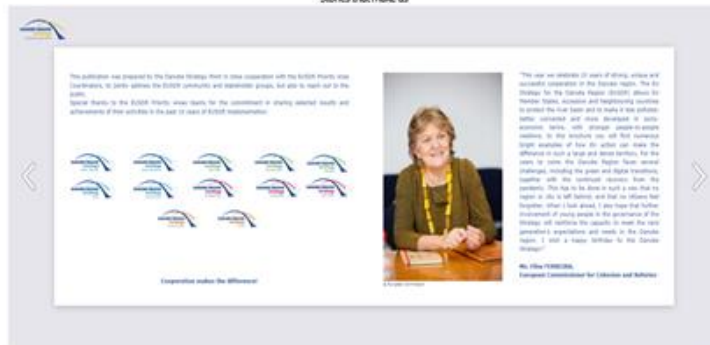 This publication was prepared by the Danube Strategy Point in close cooperation with the EUSDR Priority Area
Coordinators, to jointly address the EUSDR community and stakeholder groups, but also to reach out to the
public.
Special thanks to the EUSDR Priority Areas teams for the commitment in sharing selected results and
achievements of their activities in the past 10 years of EUSDR implementation.
Cooperation makes the difference!
"This year we celebrate 10 years of strong, unique and
successful cooperation in the Danube region. The EU
Strategy for the Danube Region (EUSDR) allows EU
Member States, accession and neighbouring countries
to protect the river basin and to make it less polluted,
better connected and more developed in socio-
economic terms, with stronger people-to-people
relations. In this brochure you will find numerous
bright examples of how EU action can make the
difference in such a large and dense territory. For the
years to come the Danube Region faces several
challenges, including the green and digital transitions,
together with the continued recovery from the
pandemic. This has to be done in such a way that no
region or city is left behind, and that no citizens feel
forgotten. When I look ahead, I also hope that further
involvement of young people in the governance of the
Strategy will reinforce the capacity to meet the next
generation's expectations and needs in the Danube
region. I wish a happy birthday to the Danube
Strategy!"
Ms. Elisa FERREIRA,
European Commissioner for Cohesion and Reforms